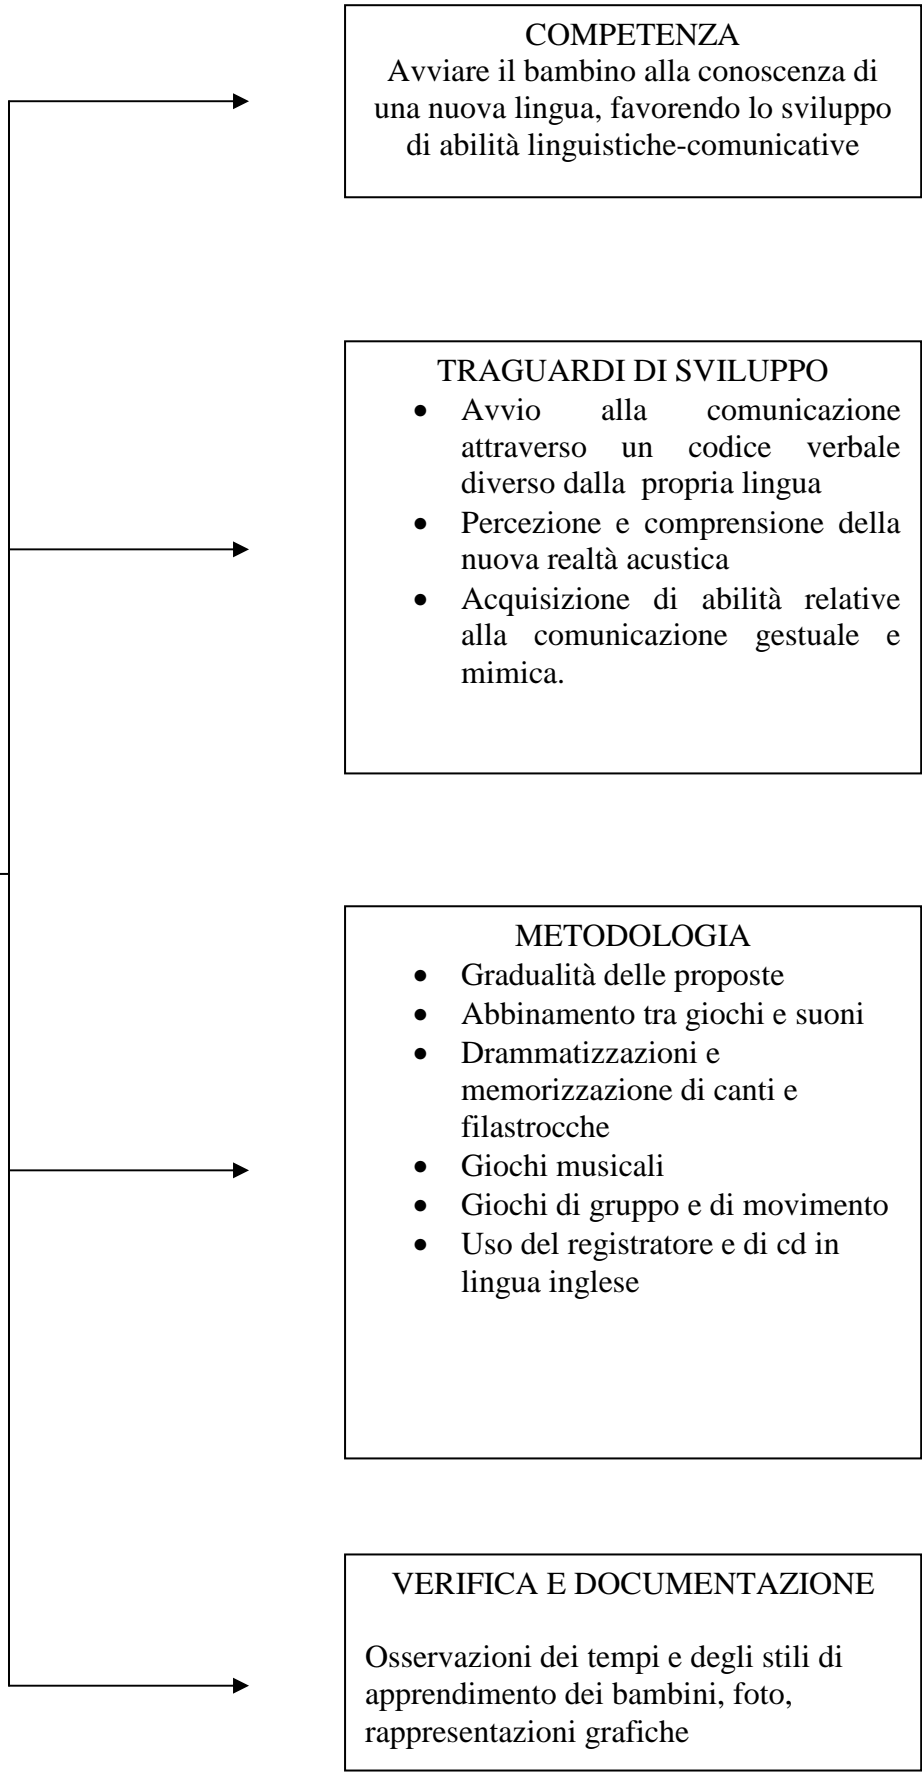 COMPETENZA
Avviare il bambino alla conoscenza di
una nuova lingua, favorendo lo sviluppo
di abilità linguistiche-comunicative
TRAGUARDI DI SVILUPPO
• Avvio alla comunicazione
attraverso un codice verbale
diverso dalla propria lingua
• Percezione e comprensione della
nuova realtà acustica
• Acquisizione di abilità relative
alla comunicazione gestuale e
mimica.
METODOLOGIA
• Gradualità delle proposte
• Abbinamento tra giochi e suoni
• Drammatizzazioni e
memorizzazione di canti e
filastrocche
• Giochi musicali
• Giochi di gruppo e di movimento
• Uso del registratore e di cd in
lingua inglese
VERIFICA E DOCUMENTAZIONE
Osservazioni dei tempi e degli stili di
apprendimento dei bambini, foto,
rappresentazioni grafiche